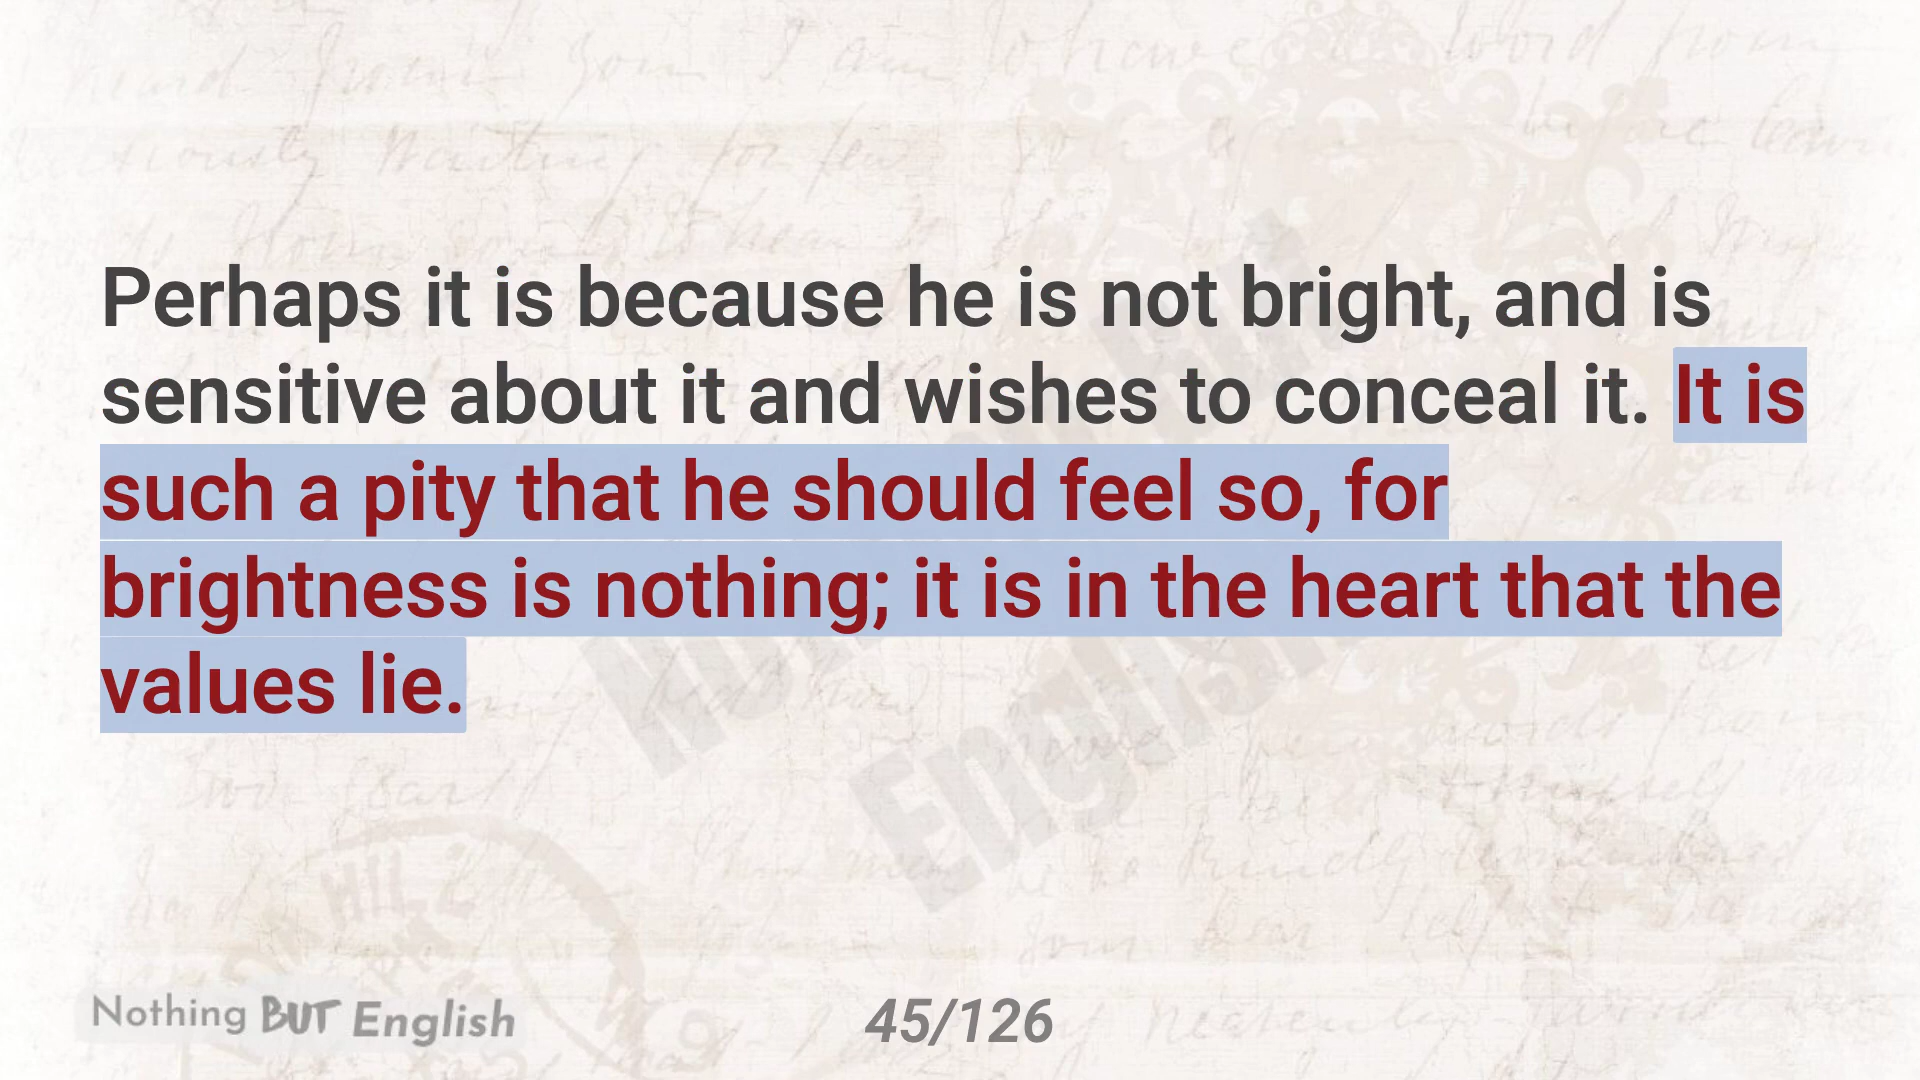 Perhaps it is because he is not bright, and is
sensitive about it and wishes to conceal it. It is
such a pity that he should feel so, for
brightness is nothing; it is in the heart that the
values lie.
Nothing BUT English
45/126